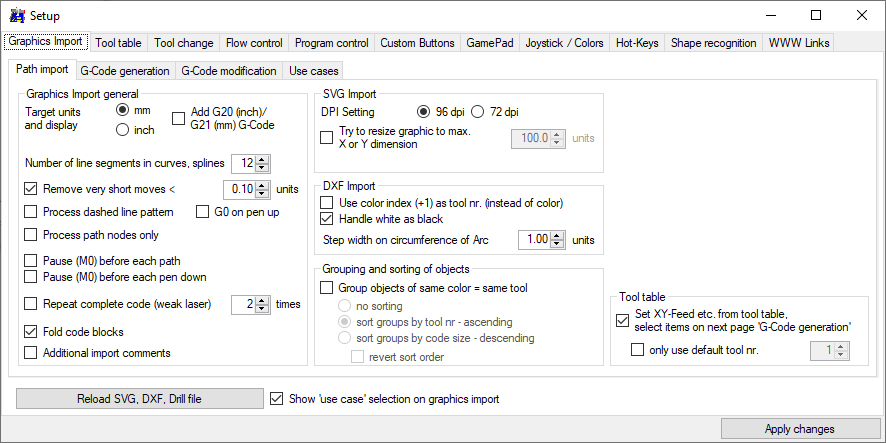 Setup
Graphics Import
Tool table
Tool change
Flow control
Program control
Custom Buttons
GamePad
Joystick / Colors
Hot-Keys
Shape recognition
WWW Links
Path import
G-Code generation
G-Code modification
Use cases
Graphics Import general
Target units
and display
mm
inch
Add G20 (inch)/
G21 (mm) G-Code
Number of line segments in curves, splines
12
Remove very short moves <
0.10
units
Process dashed line pattern
G0 on pen up
Process path nodes only
Pause (M0) before each path
Pause (M0) before each pen down
Repeat complete code (weak laser)
2
times
Fold code blocks
Additional import comments
SVG Import
DPI Setting
96 dpi
72 dpi
Try to resize graphic to max.
X or Y dimension
100.0
units
DXF Import
Use color index (+1) as tool nr. (instead of color)
Handle white as black
Step width on circumference of Arc
1.00
units
Grouping and sorting of objects
Group objects of same color = same tool
no sorting
sort groups by tool nr - ascending
sort groups by code size - descending
revert sort order
Tool table
Set XY-Feed etc. from tool table,
select items on next page 'G-Code generation'
only use default tool nr.
1
Reload SVG, DXF, Drill file
Show 'use case' selection on graphics import
Apply changes